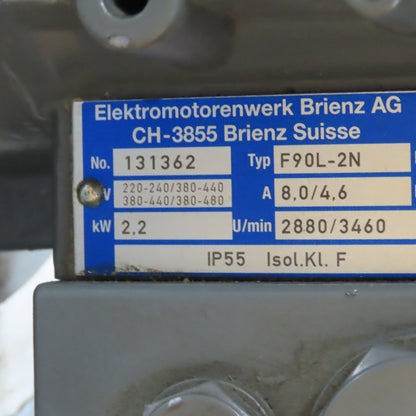 Elektromotorenwerk Brienz AG
CH-3855 Brienz Suisse
No. 131362 Typ F90L-2N
V 220-240/380-440 A 8,0/4,6
380-440/380-480
kW 2,2 U/min 2880/3460
IP55 Isol.Kl. F